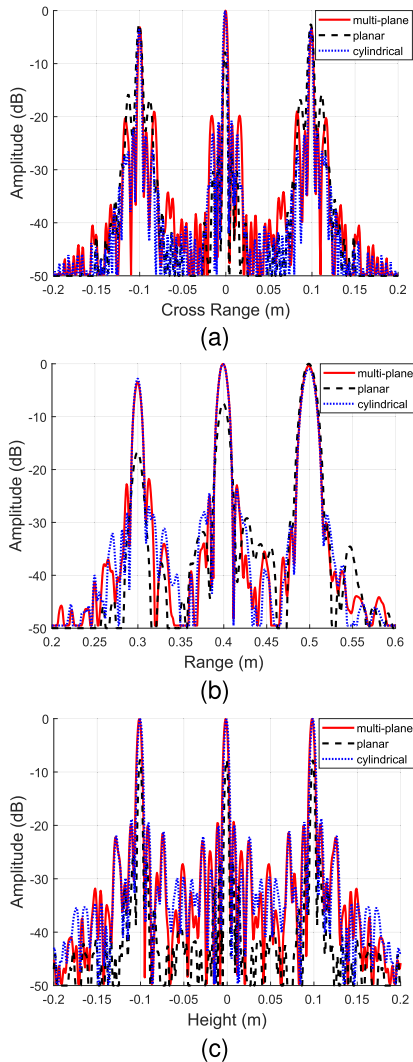 0
-10
-20
-30
-40
-50
Amplitude (dB)
multi-plane
planar
cylindrical
-0.2 -0.15 -0.1 -0.05 0 0.05 0.1 0.15 0.2
Cross Range (m)
(a)
0
-10
-20
-30
-40
-50
Amplitude (dB)
multi-plane
planar
cylindrical
0.2 0.25 0.3 0.35 0.4 0.45 0.5 0.55 0.6
Range (m)
(b)
0
-10
-20
-30
-40
-50
Amplitude (dB)
multi-plane
planar
cylindrical
-0.2 -0.15 -0.1 -0.05 0 0.05 0.1 0.15 0.2
Height (m)
(c)